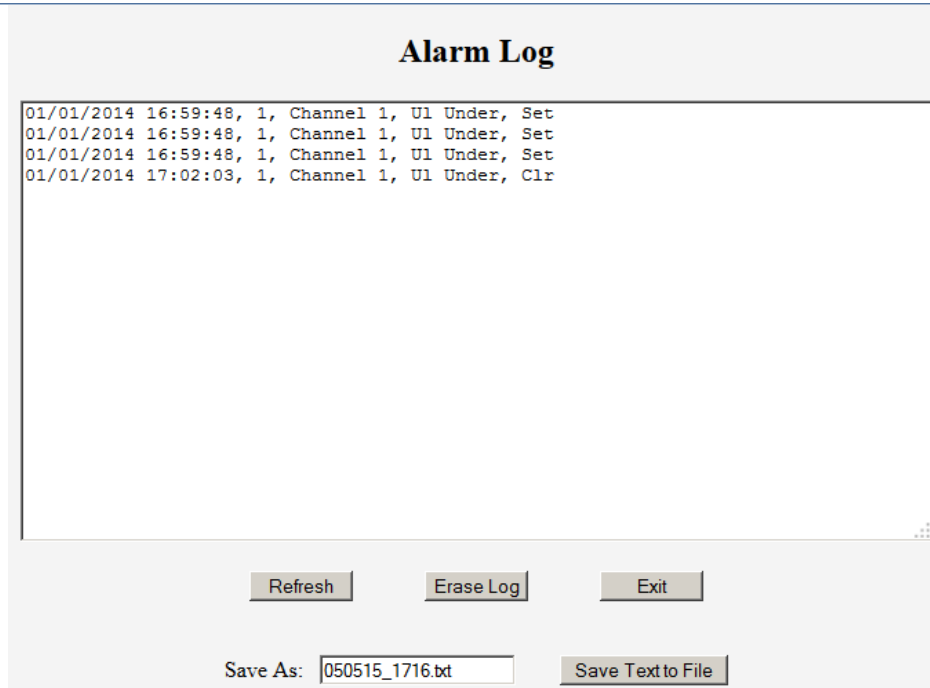 Alarm Log
01/01/2014 16:59:48, 1, Channel 1, Ul Under, Set
01/01/2014 16:59:48, 1, Channel 1, Ul Under, Set
01/01/2014 16:59:48, 1, Channel 1, Ul Under, Set
01/01/2014 17:02:03, 1, Channel 1, Ul Under, Clr
Refresh Erase Log Exit
Save As: 050515_1716.txt Save Text to File